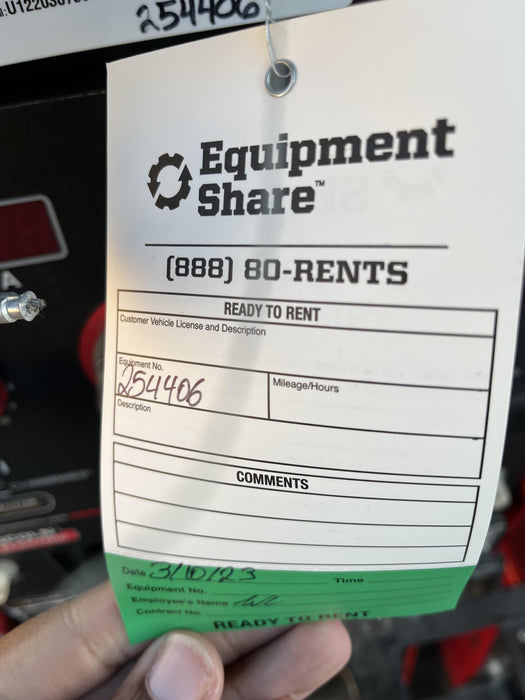 254406
Equipment
Share™
(888) 80-RENTS
READY TO RENT
Customer Vehicle License and Description
Equipment No.
254406
Mileage/Hours
Description
COMMENTS
Date 3/10/23 Time
Equipment No.
Employee's Name
Contract No.
READY TO RENT
A